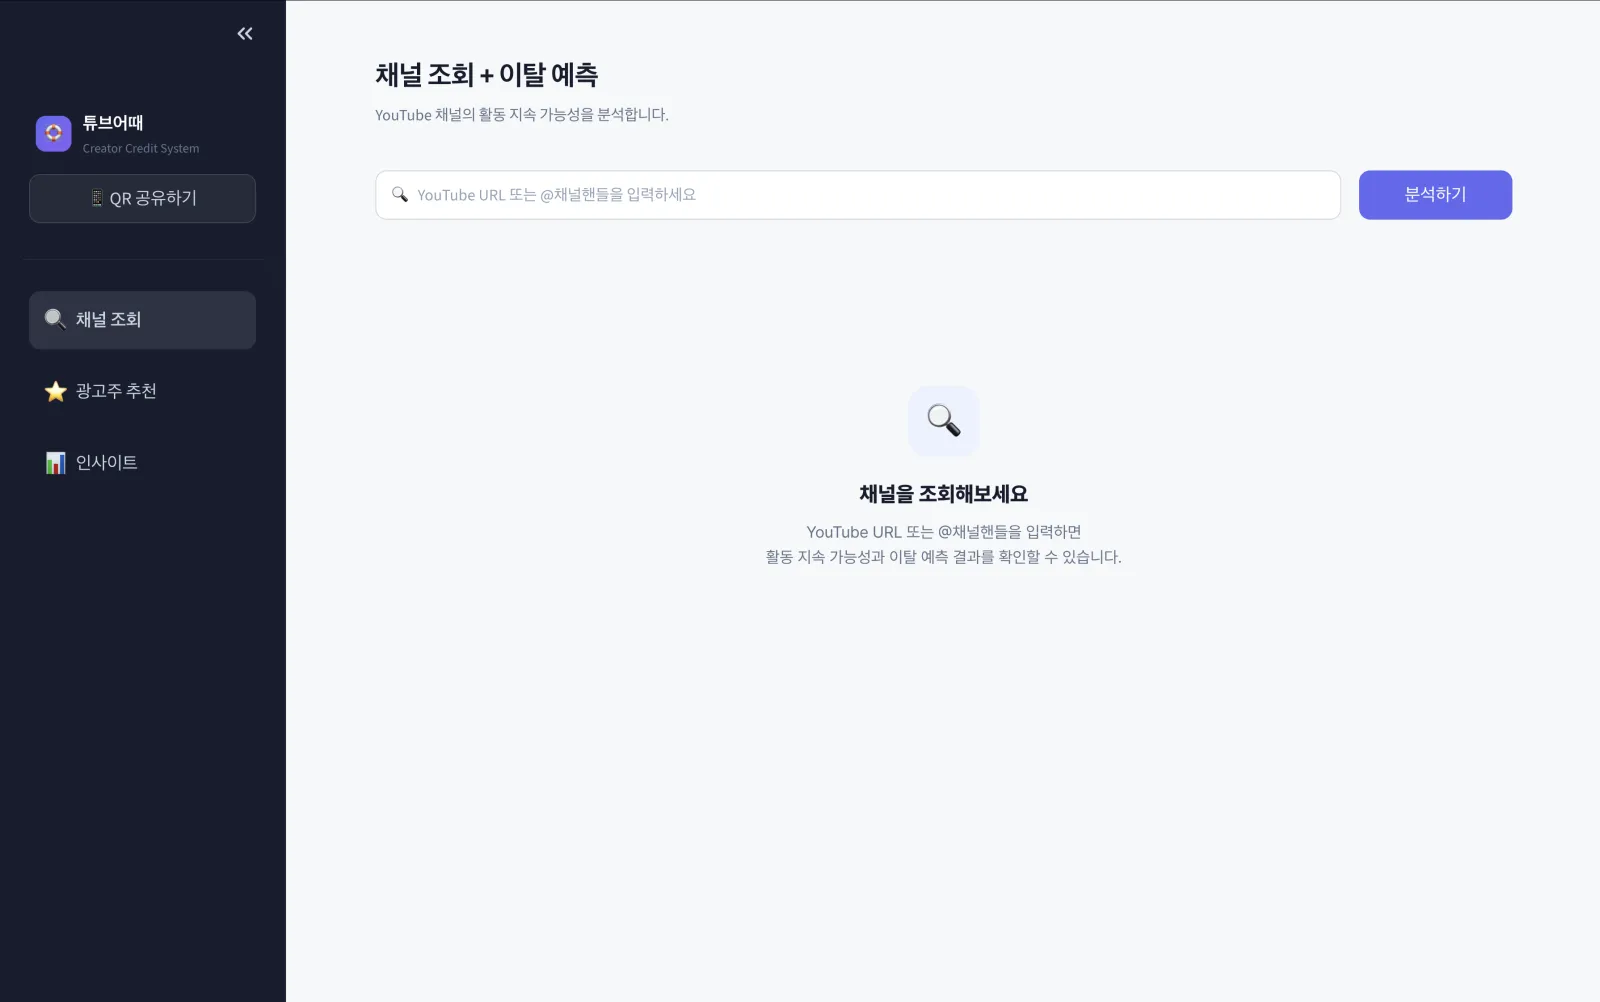 튜브어때
Creator Credit System
QR 공유하기
채널 조회
광고주 추천
인사이트
채널 조회 + 이탈 예측
YouTube 채널의 활동 지속 가능성을 분석합니다.
YouTube URL 또는 @채널핸들을 입력하세요
분석하기
채널을 조회해보세요
YouTube URL 또는 @채널핸들을 입력하면
활동 지속 가능성과 이탈 예측 결과를 확인할 수 있습니다.